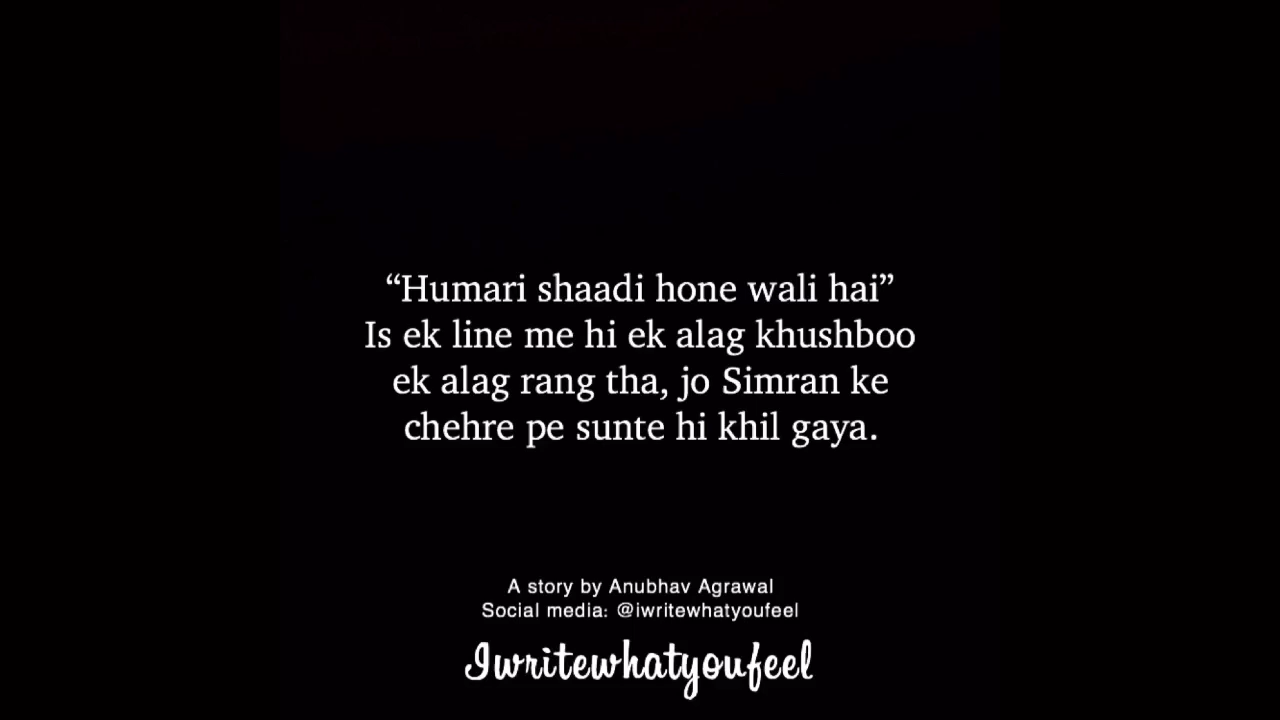 “Humari shaadi hone wali hai”
Is ek line me hi ek alag khushboo
ek alag rang tha, jo Simran ke
chehre pe sunte hi khil gaya.
A story by Anubhav Agrawal
Social media: @iwritewhatyoufeel
Iwritewhatyoufeel